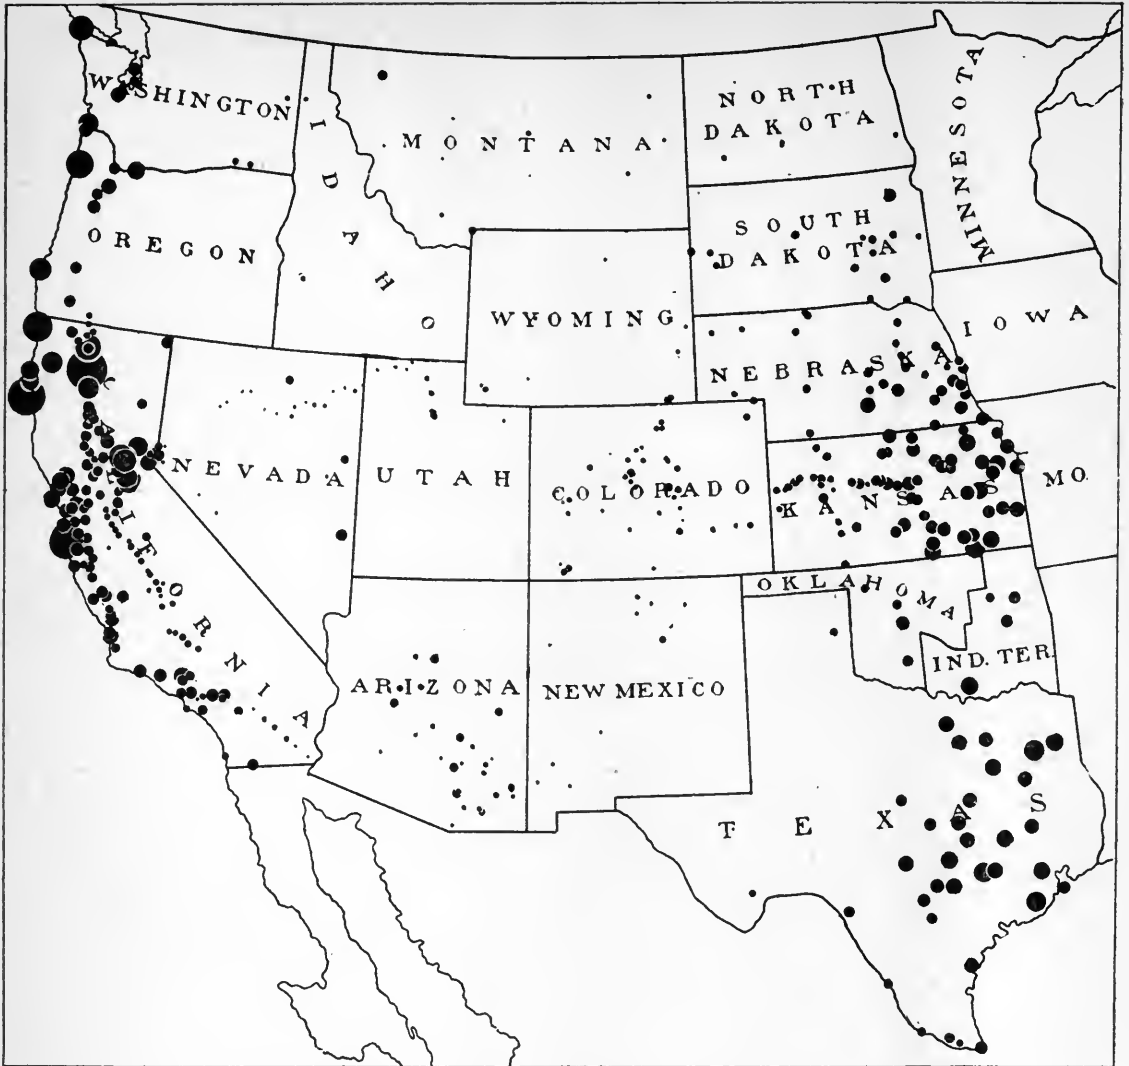 WASHINGTON
MONTANA
NORTH
DAKOTA
MINNESOTA
IDAHO
OREGON
SOUTH
DAKOTA
WYOMING
IOWA
NEBRASKA
CALIFORNIA
NEVADA
UTAH
COLORADO
KANSAS
MO.
OKLAHOMA
IND. TER.
ARIZONA
NEW MEXICO
TEXAS